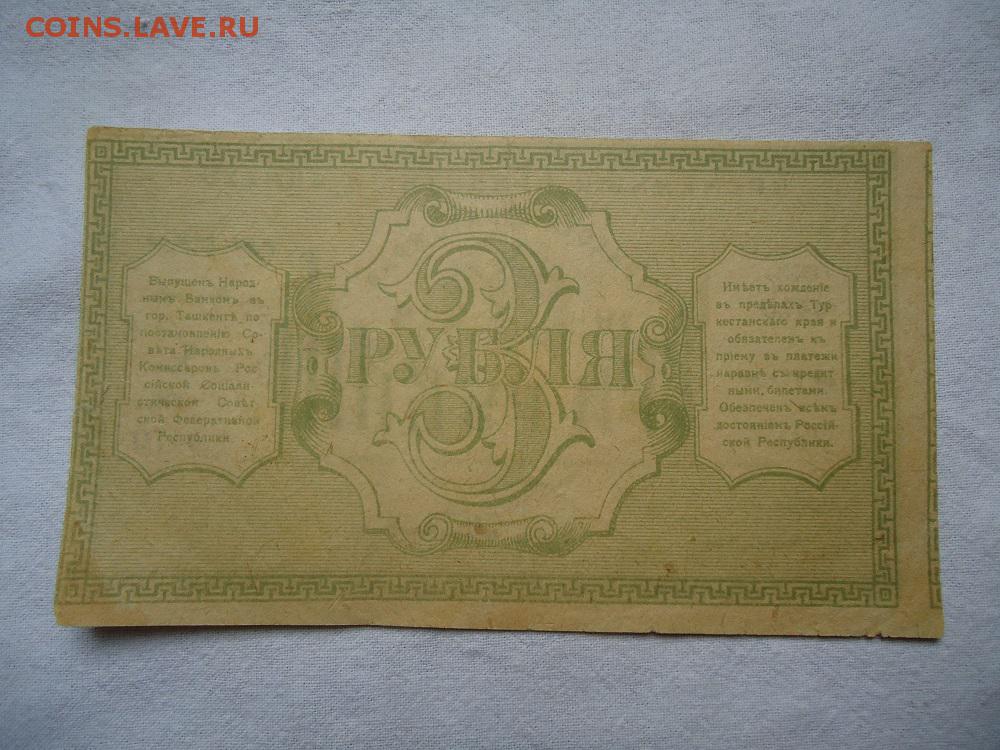 COINS.LAVE.RU
Выпущенъ Народ-
нымъ Банкомъ въ
гор. Ташкентѣ по
постановленію Со-
вѣта Народныхъ
Комиссаровъ Рос
сійской Соціали-
стической Совѣт
ской Федеративной
Республики.
3
РУБЛЯ
Имѣетъ хожденіе
въ предѣлахъ Тур-
кестанскаго края и
обязателенъ къ
пріему въ платежи
наравнѣ съ кредит
ными, билетами.
Обезпеченъ всѣмъ
достояніемъ Россій-
ской Республики.